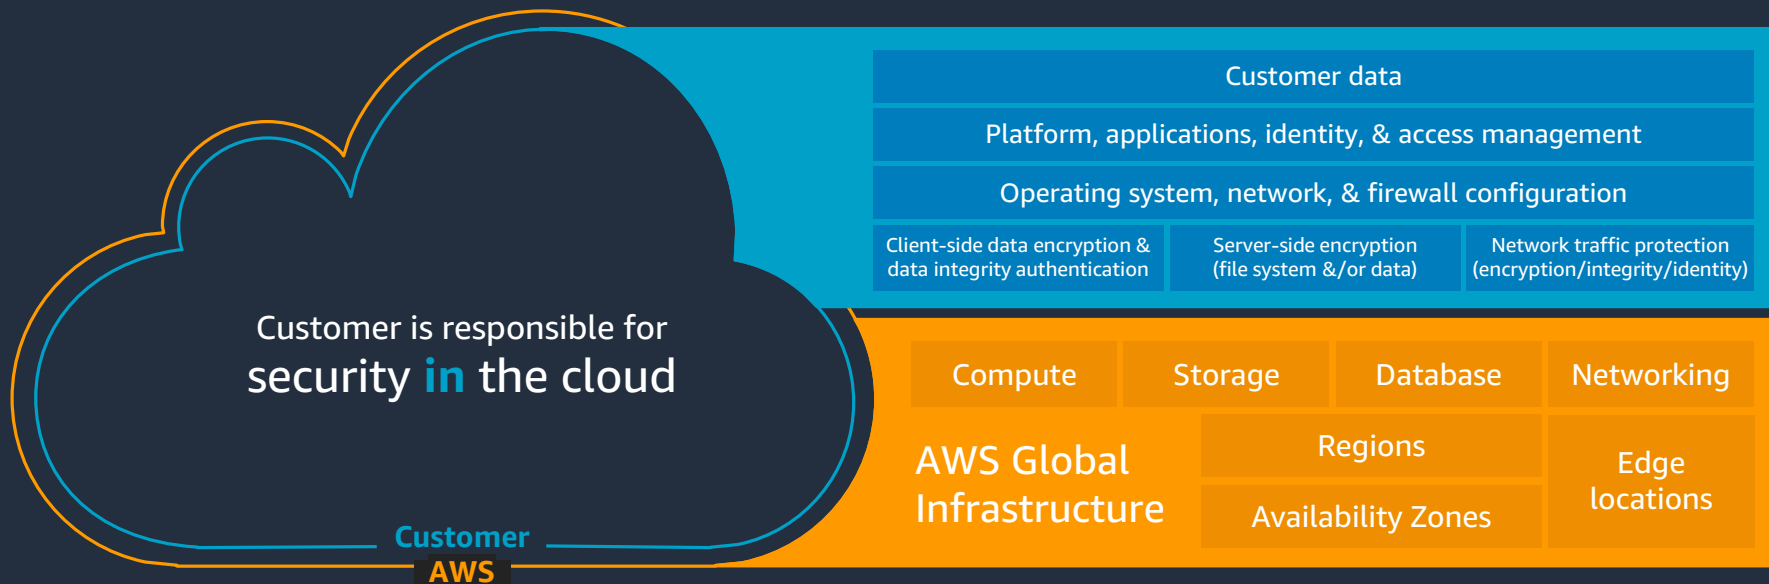 Customer is responsible for
security in the cloud
Customer
AWS
Customer data
Platform, applications, identity, & access management
Operating system, network, & firewall configuration
Client-side data encryption &
data integrity authentication
Server-side encryption
(file system &/or data)
Network traffic protection
(encryption/integrity/identity)
Compute
Storage
Database
Networking
AWS Global
Infrastructure
Regions
Availability Zones
Edge
locations